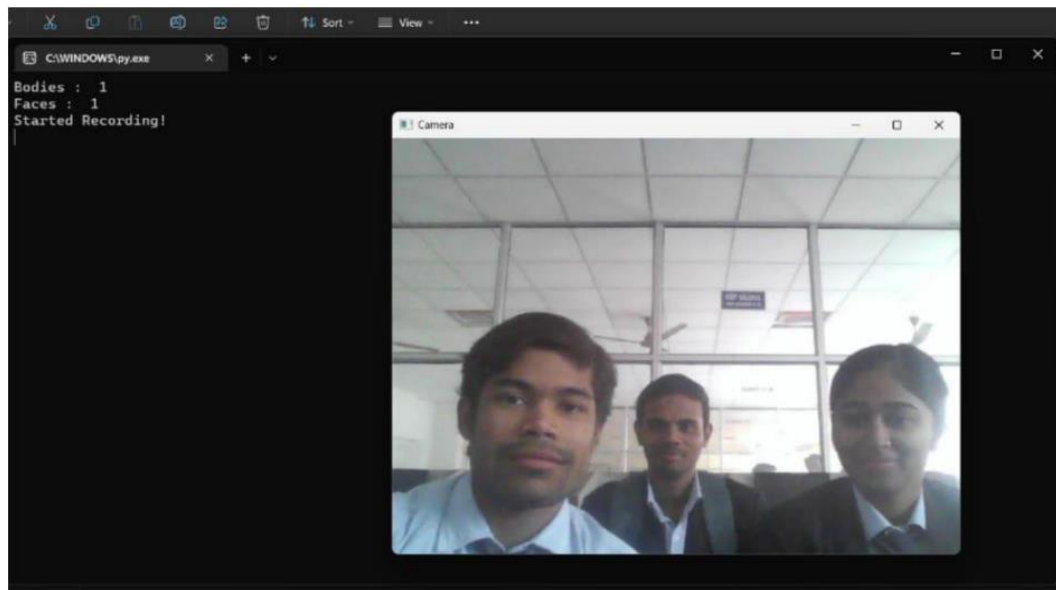 Sort
View
C:\WINDOWS\py.exe
Bodies : 1
Faces : 1
Started Recording!
Camera